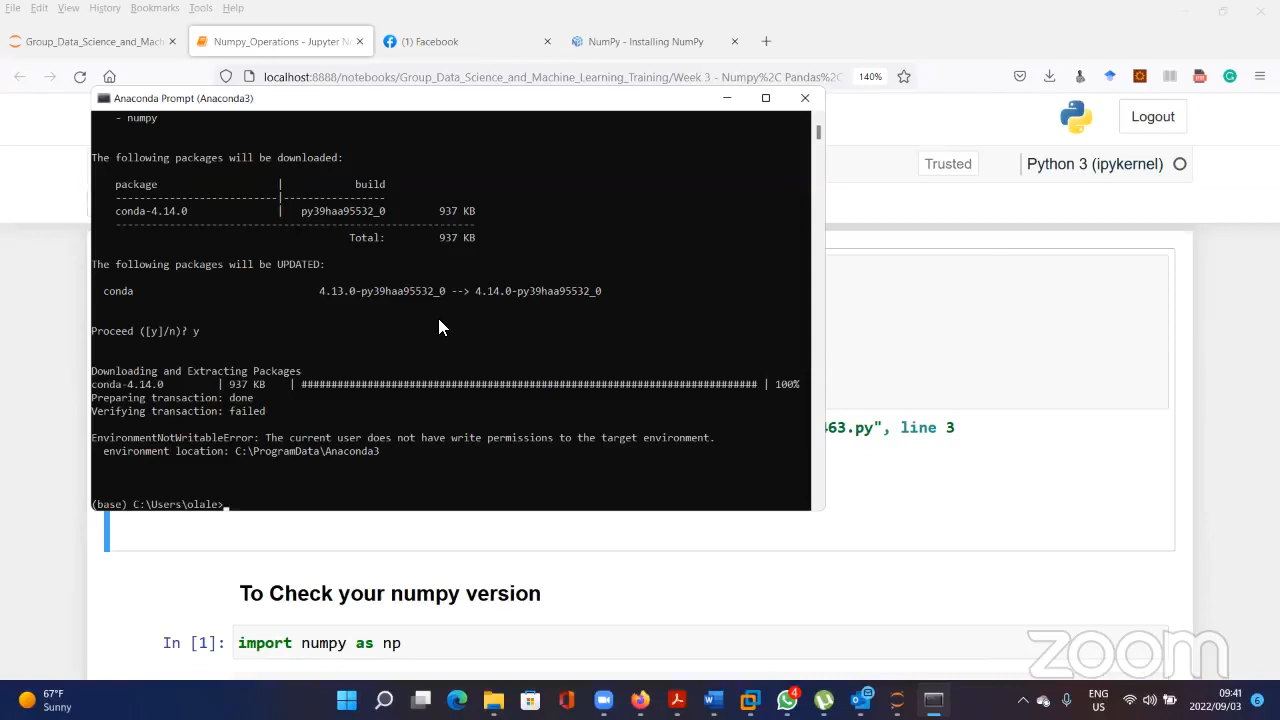 File Edit View History Bookmarks Tools Help
Group_Data_Science_and_Mach
Numpy_Operations - Jupyter No
(1) Facebook
NumPy - Installing NumPy
localhost:8888/notebooks/Group_Data_Science_and_Machine_Learning_Training/Week 3 - Numpy%2C Pandas%2C
140%
Anaconda Prompt (Anaconda3)
Logout
Trusted
Python 3 (ipykernel)
- numpy
The following packages will be downloaded:
package | build
---------------------------|-----------------
conda-4.14.0 | py39haa95532_0 937 KB
------------------------------------------------------------
Total: 937 KB
The following packages will be UPDATED:
conda 4.13.0-py39haa95532_0 --> 4.14.0-py39haa95532_0
Proceed ([y]/n)? y
Downloading and Extracting Packages
conda-4.14.0 | 937 KB | ############################################################################ | 100%
Preparing transaction: done
Verifying transaction: failed
EnvironmentNotWritableError: The current user does not have write permissions to the target environment.
environment location: C:\ProgramData\Anaconda3
(base) C:\Users\olale>
463.py", line 3
To Check your numpy version
In [1]: import numpy as np
zoom
67°F
Sunny
4
ENG
US
09:41
2022/09/03